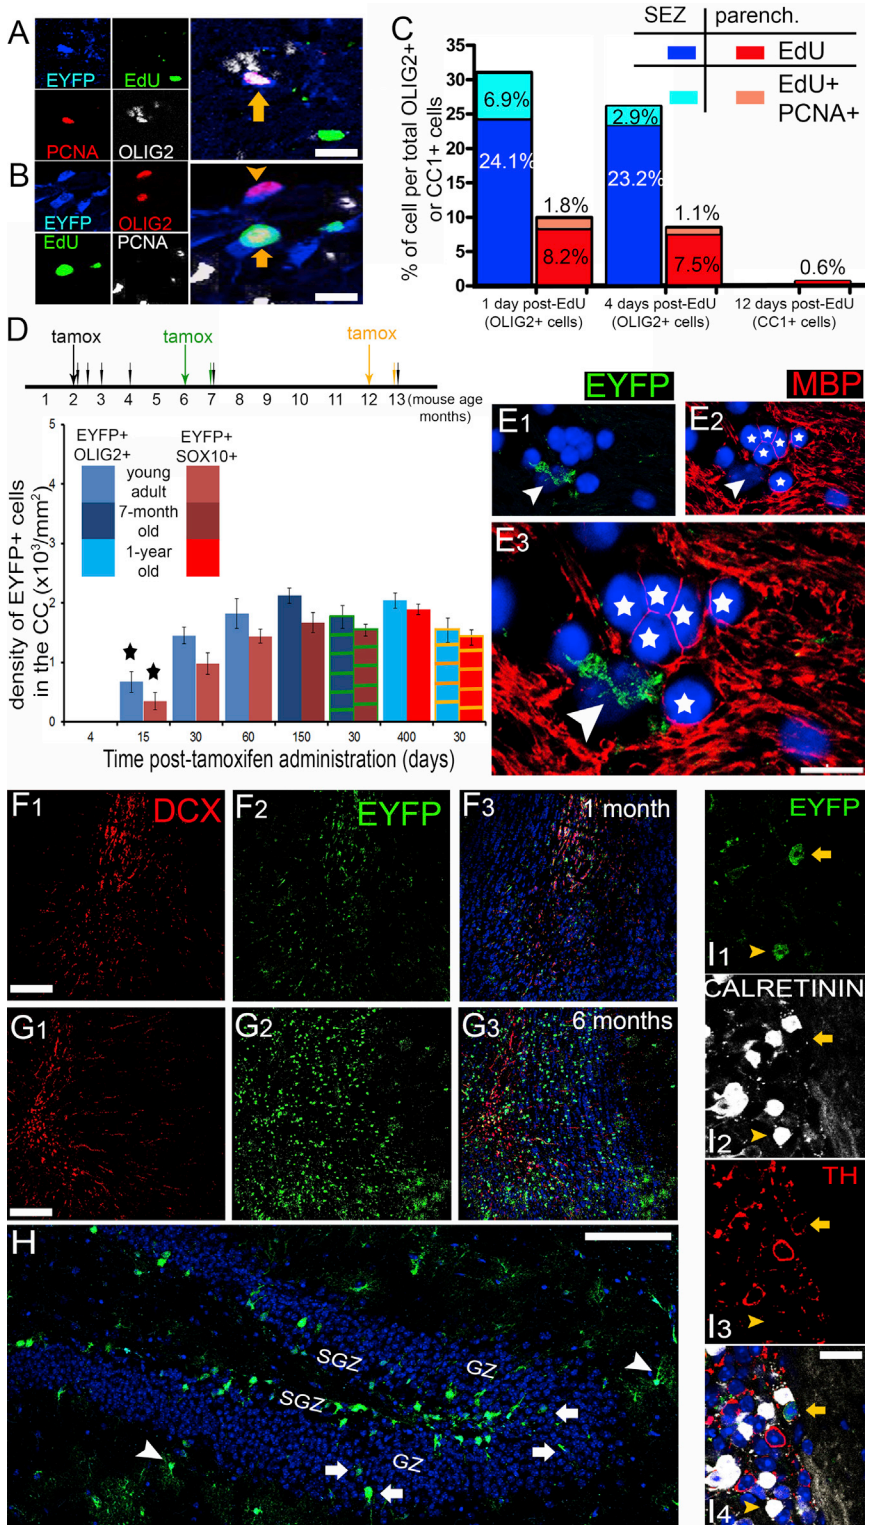 A
EYFP
EdU
PCNA
OLIG2
B
EYFP
OLIG2
EdU
PCNA
C
SEZ parench.
EdU
EdU+
PCNA+
% of cell per total OLIG2+
or CC1+ cells
35
30
25
20
15
10
5
0
6.9%
24.1%
1.8%
8.2%
2.9%
23.2%
1.1%
7.5%
0.6%
1 day post-EdU
(OLIG2+ cells)
4 days post-EdU
(OLIG2+ cells)
12 days post-EdU
(CC1+ cells)
D
tamox tamox tamox
1 2 3 4 5 6 7 8 9 10 11 12 13 (mouse age
months)
density of EYFP+ cells
in the CC (x10³/mm²)
5
4
3
2
1
0
EYFP+
OLIG2+
EYFP+
SOX10+
young
adult
7-month
old
1-year
old
4 15 30 60 150 30 400 30
Time post-tamoxifen administration (days)
EYFP
MBP
E1
E2
E3
F1
DCX
F2
EYFP
F3
1 month
G1
G2
G3
6 months
H
SGZ
GZ
SGZ
GZ
EYFP
I1
CALRETININ
I2
TH
I3
I4